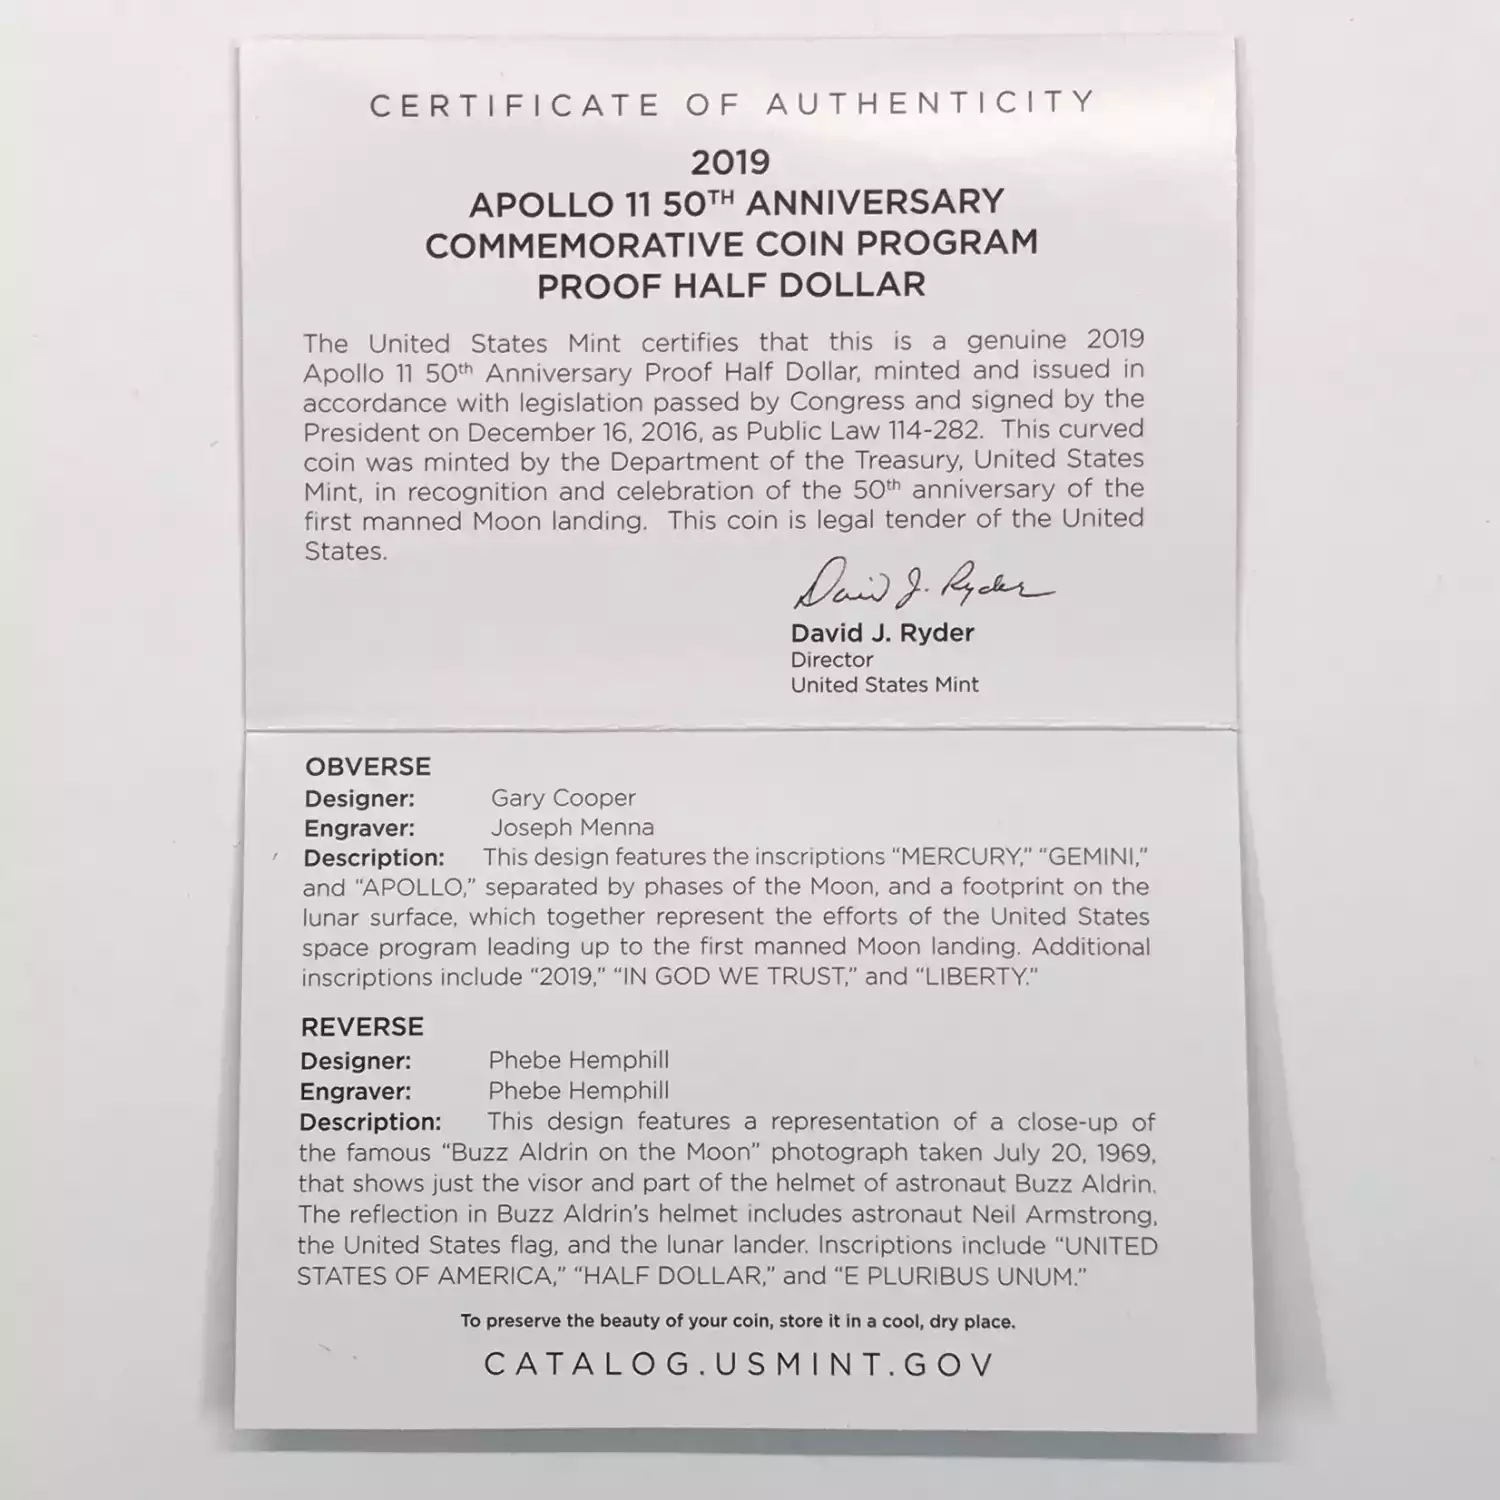 CERTIFICATE OF AUTHENTICITY
2019
APOLLO 11 50TH ANNIVERSARY
COMMEMORATIVE COIN PROGRAM
PROOF HALF DOLLAR
The United States Mint certifies that this is a genuine 2019
Apollo 11 50th Anniversary Proof Half Dollar, minted and issued in
accordance with legislation passed by Congress and signed by the
President on December 16, 2016, as Public Law 114-282. This curved
coin was minted by the Department of the Treasury, United States
Mint, in recognition and celebration of the 50th anniversary of the
first manned Moon landing. This coin is legal tender of the United
States.
David J. Ryder
David J. Ryder
Director
United States Mint
OBVERSE
Designer: Gary Cooper
Engraver: Joseph Menna
Description: This design features the inscriptions “MERCURY,” “GEMINI,”
and “APOLLO,” separated by phases of the Moon, and a footprint on the
lunar surface, which together represent the efforts of the United States
space program leading up to the first manned Moon landing. Additional
inscriptions include “2019,” “IN GOD WE TRUST,” and “LIBERTY.”
REVERSE
Designer: Phebe Hemphill
Engraver: Phebe Hemphill
Description: This design features a representation of a close-up of
the famous “Buzz Aldrin on the Moon” photograph taken July 20, 1969,
that shows just the visor and part of the helmet of astronaut Buzz Aldrin.
The reflection in Buzz Aldrin’s helmet includes astronaut Neil Armstrong,
the United States flag, and the lunar lander. Inscriptions include “UNITED
STATES OF AMERICA,” “HALF DOLLAR,” and “E PLURIBUS UNUM.”
To preserve the beauty of your coin, store it in a cool, dry place.
CATALOG.USMINT.GOV